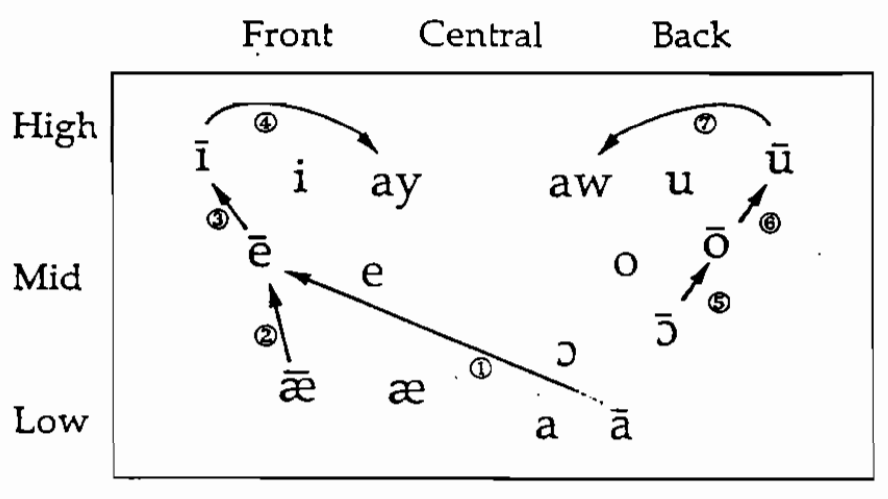 Front Central Back
High ④ ⑦
ī i ay aw u ū
③ ⑥
ē ō
Mid e o
⑤
② ɔ̄
① ɔ
ǣ æ
Low a ā